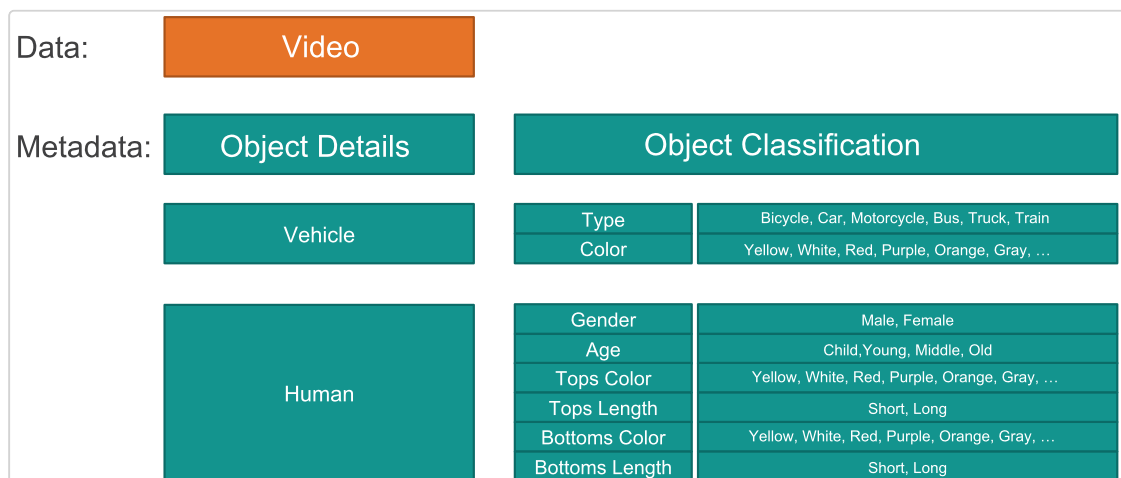 Data: Video
Metadata: Object Details Object Classification
Vehicle
Type Bicycle, Car, Motorcycle, Bus, Truck, Train
Color Yellow, White, Red, Purple, Orange, Gray, …
Human
Gender Male, Female
Age Child,Young, Middle, Old
Tops Color Yellow, White, Red, Purple, Orange, Gray, …
Tops Length Short, Long
Bottoms Color Yellow, White, Red, Purple, Orange, Gray, …
Bottoms Length Short, Long